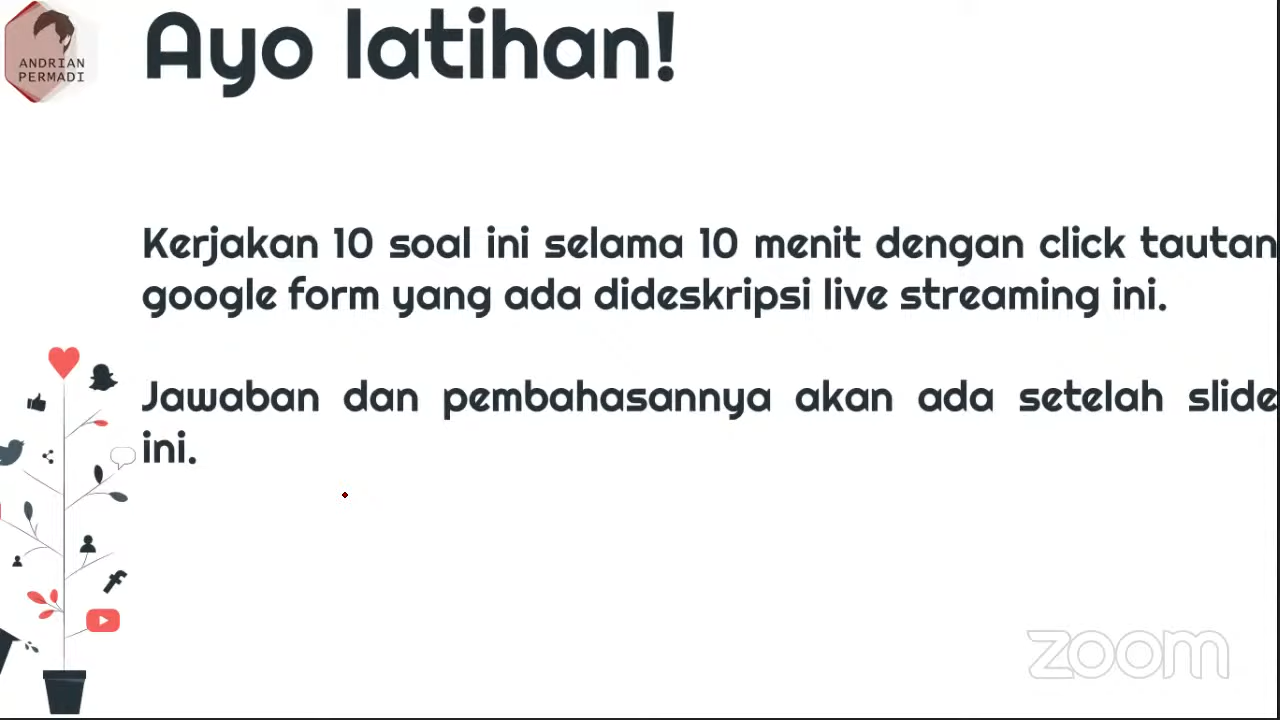 ANDRIAN
PERMADI
Ayo latihan!
Kerjakan 10 soal ini selama 10 menit dengan click tautan
google form yang ada dideskripsi live streaming ini.
Jawaban dan pembahasannya akan ada setelah slide
ini.
zoom